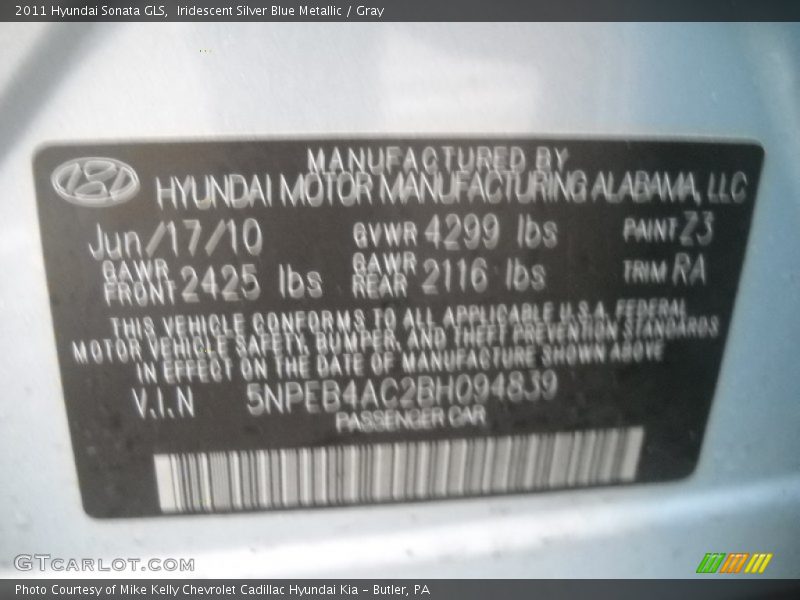 2011 Hyundai Sonata GLS, Iridescent Silver Blue Metallic / Gray
MANUFACTURED BY
HYUNDAI MOTOR MANUFACTURING ALABAMA, LLC
Jun/17/10 GVWR 4299 lbs PAINT Z3
GAWR FRONT 2425 lbs GAWR REAR 2116 lbs TRIM RA
THIS VEHICLE CONFORMS TO ALL APPLICABLE U.S.A. FEDERAL
MOTOR VEHICLE SAFETY, BUMPER, AND THEFT PREVENTION STANDARDS
IN EFFECT ON THE DATE OF MANUFACTURE SHOWN ABOVE
V.I.N 5NPEB4AC2BH094839
PASSENGER CAR
GTCARLOT.COM
Photo Courtesy of Mike Kelly Chevrolet Cadillac Hyundai Kia - Butler, PA